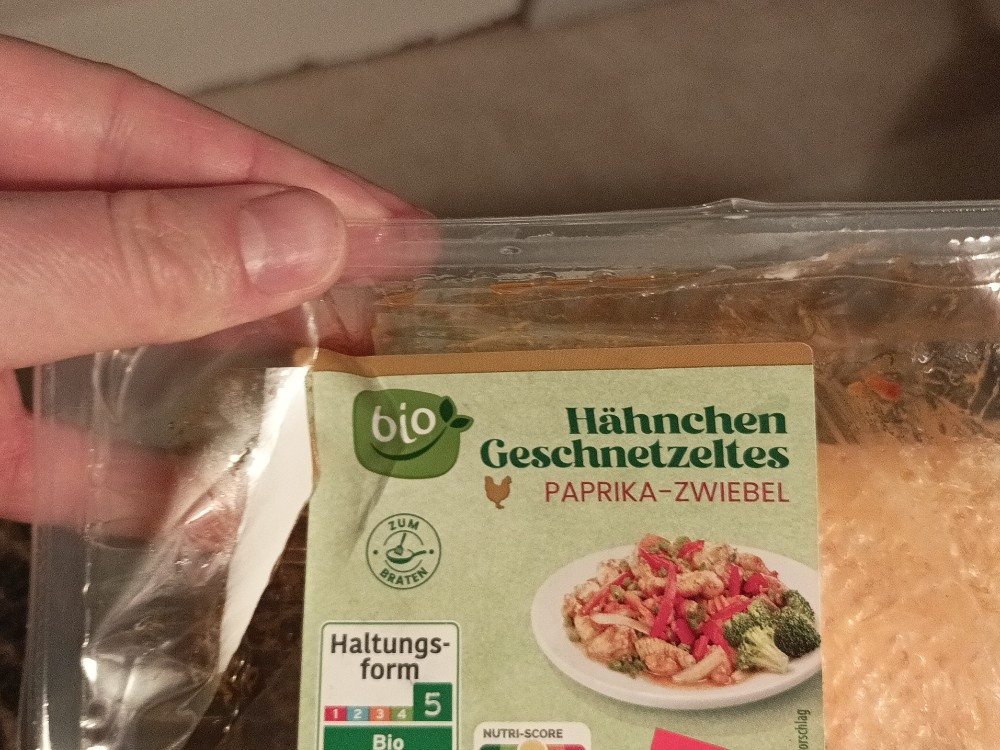 bio
Hähnchen
Geschnetzeltes
PAPRIKA-ZWIEBEL
ZUM
BRATEN
Haltungs-
form
1 2 3 4 5
Bio
NUTRI-SCORE